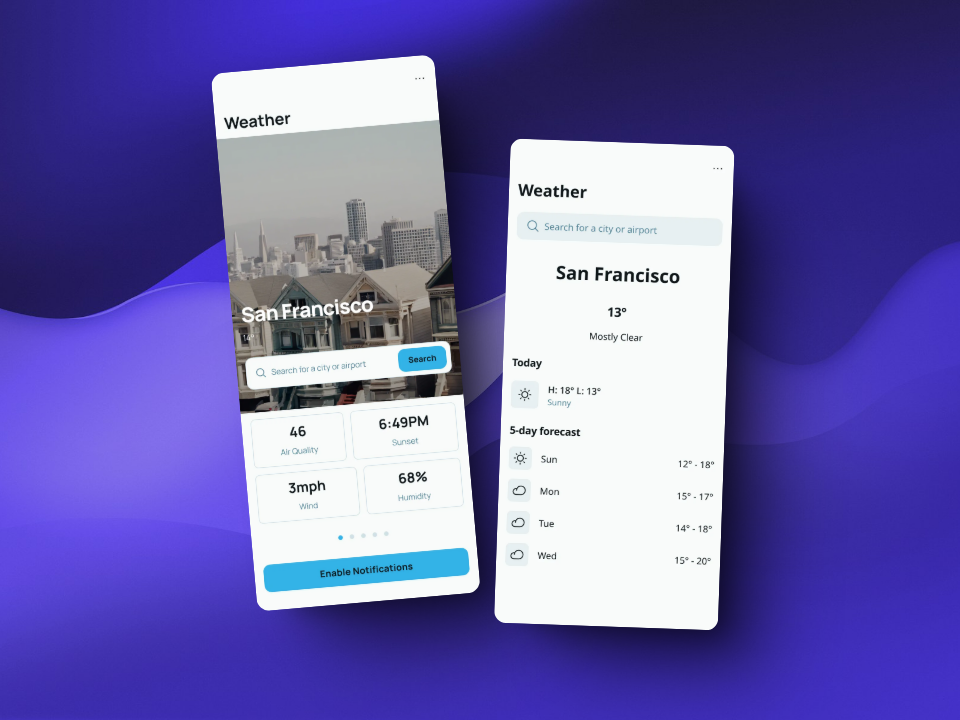 ...
Weather
San Francisco
14°
Search for a city or airport
Search
46
Air Quality
6:49PM
Sunset
3mph
Wind
68%
Humidity
Enable Notifications
...
Weather
Search for a city or airport
San Francisco
13°
Mostly Clear
Today
H: 18° L: 13°
Sunny
5-day forecast
Sun
12° - 18°
Mon
15° - 17°
Tue
14° - 18°
Wed
15° - 20°